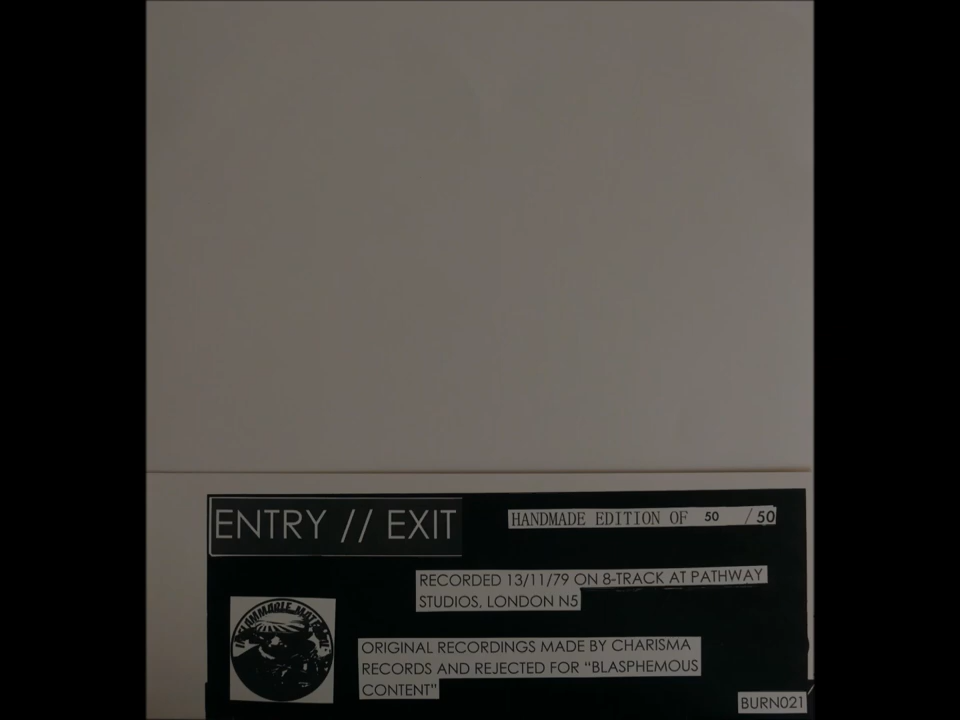 ENTRY // EXIT
HANDMADE EDITION OF 50 / 50
RECORDED 13/11/79 ON 8-TRACK AT PATHWAY
STUDIOS, LONDON N5
ORIGINAL RECORDINGS MADE BY CHARISMA
RECORDS AND REJECTED FOR “BLASPHEMOUS
CONTENT”
BURN021